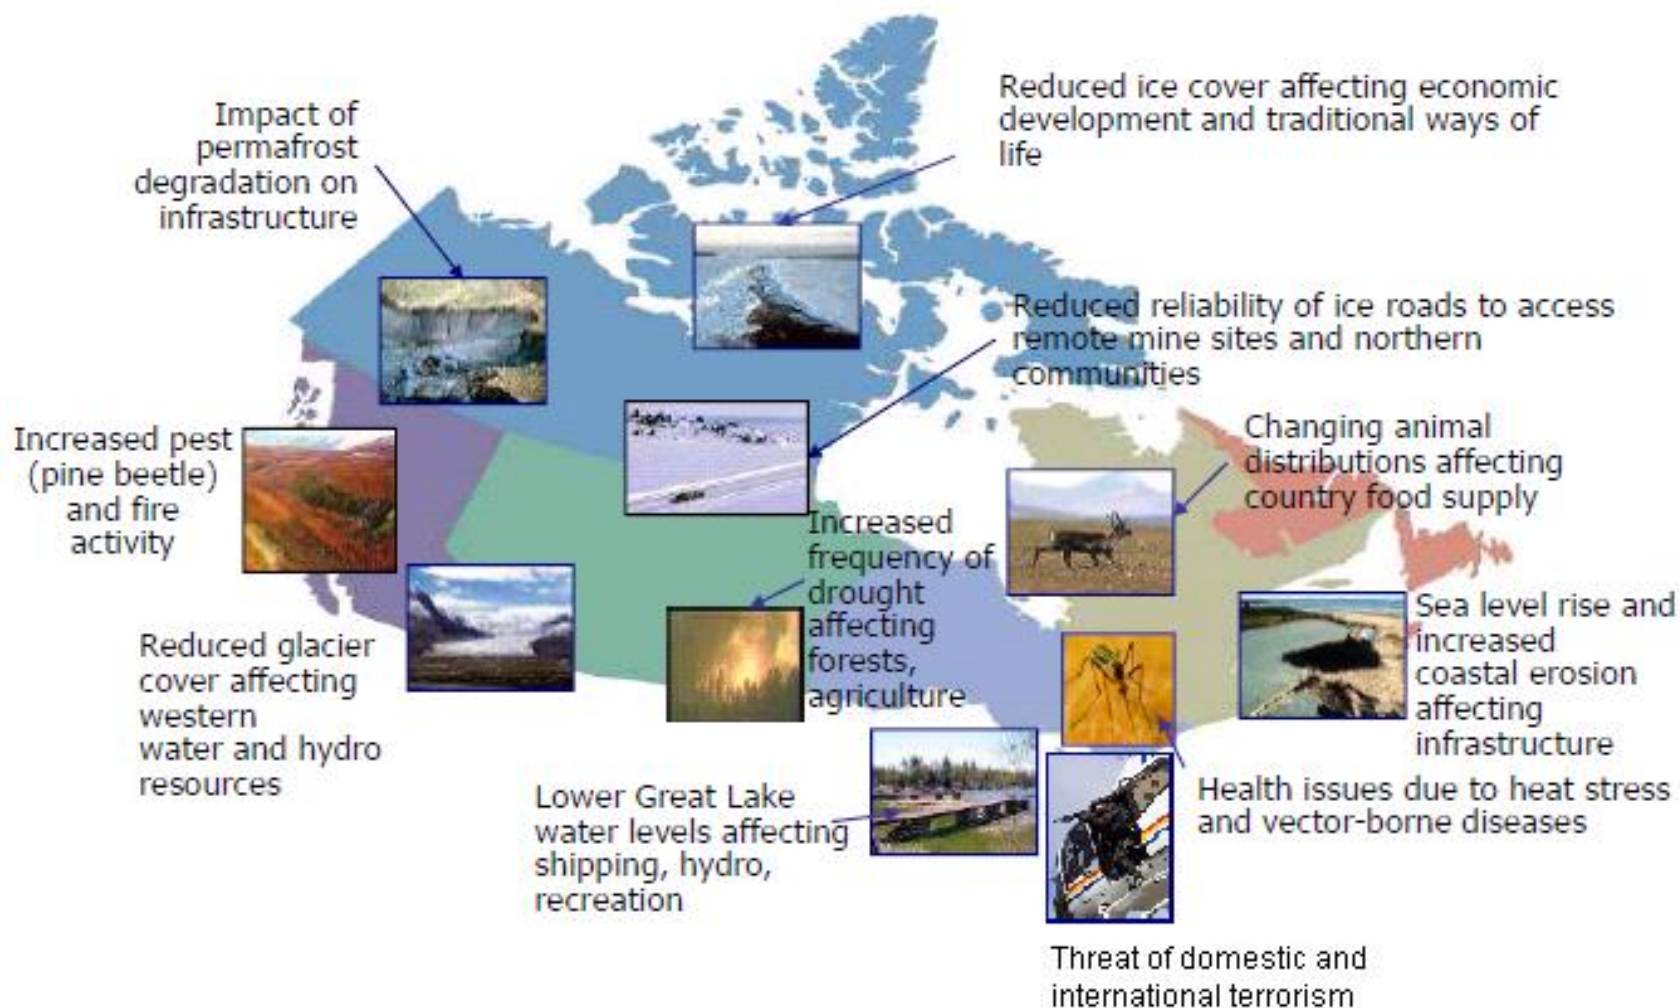 Impact of
permafrost
degradation on
infrastructure
Reduced ice cover affecting economic
development and traditional ways of
life
Reduced reliability of ice roads to access
remote mine sites and northern
communities
Increased pest
(pine beetle)
and fire
activity
Changing animal
distributions affecting
country food supply
Increased
frequency of
drought
affecting
forests,
agriculture
Reduced glacier
cover affecting
western
water and hydro
resources
Sea level rise and
increased
coastal erosion
affecting
infrastructure
Lower Great Lake
water levels affecting
shipping, hydro,
recreation
Health issues due to heat stress
and vector-borne diseases
Threat of domestic and
international terrorism